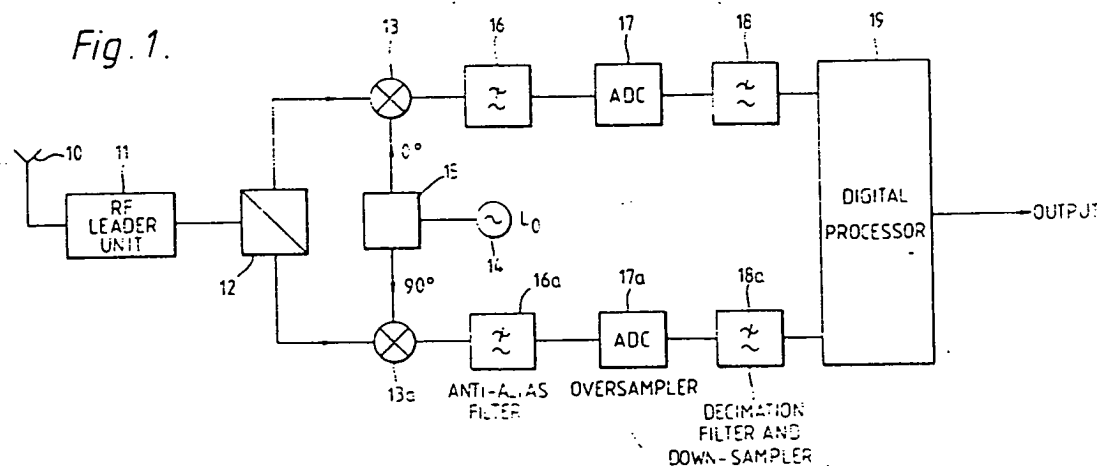 Fig. 1.
10
11
RF
LEADER
UNIT
12
13
0°
15
90°
13a
L0
14
16
17
ADC
18
19
DIGITAL
PROCESSOR
OUTPUT
16a
ANTI-ALIAS
FILTER
17a
ADC
OVERSAMPLER
18a
DECIMATION
FILTER AND
DOWN-SAMPLER